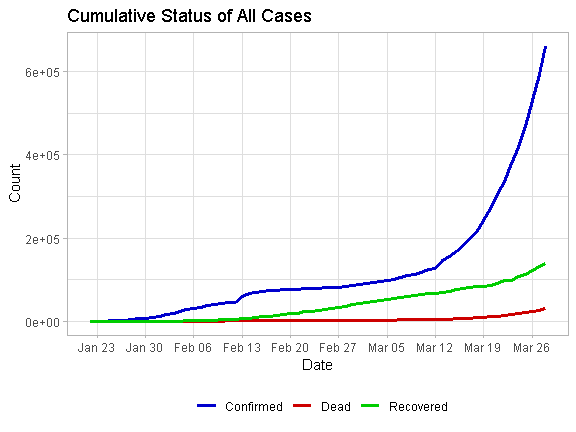 Cumulative Status of All Cases
6e+05
4e+05
2e+05
0e+00
Count
Jan 23 Jan 30 Feb 06 Feb 13 Feb 20 Feb 27 Mar 05 Mar 12 Mar 19 Mar 26
Date
Confirmed Dead Recovered